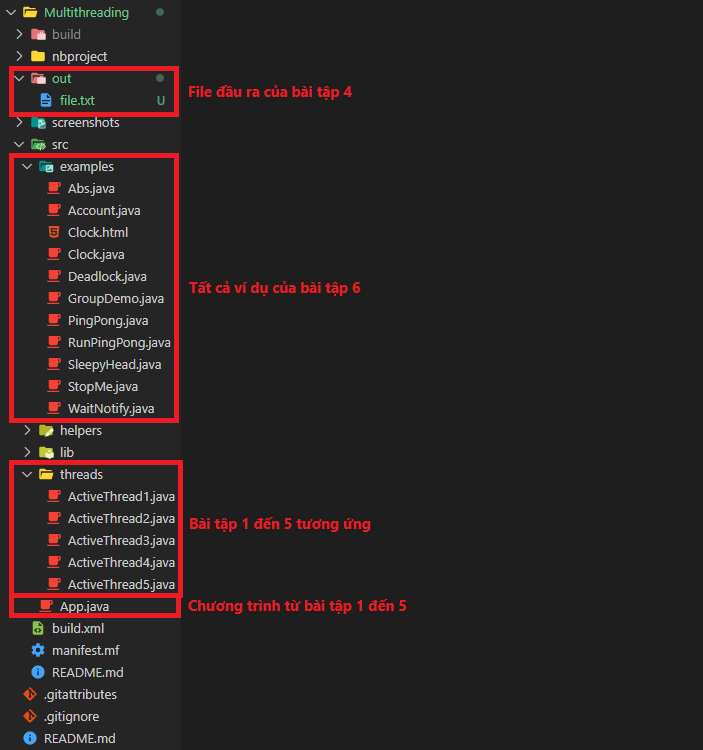 Multithreading
build
nbproject
out
File đầu ra của bài tập 4
file.txt U
screenshots
src
examples
Abs.java
Account.java
Clock.html
Clock.java
Deadlock.java
Tất cả ví dụ của bài tập 6
GroupDemo.java
PingPong.java
RunPingPong.java
SleepyHead.java
StopMe.java
WaitNotify.java
helpers
lib
threads
ActiveThread1.java
ActiveThread2.java
Bài tập 1 đến 5 tương ứng
ActiveThread3.java
ActiveThread4.java
ActiveThread5.java
App.java
Chương trình từ bài tập 1 đến 5
build.xml
manifest.mf
README.md
.gitattributes
.gitignore
README.md